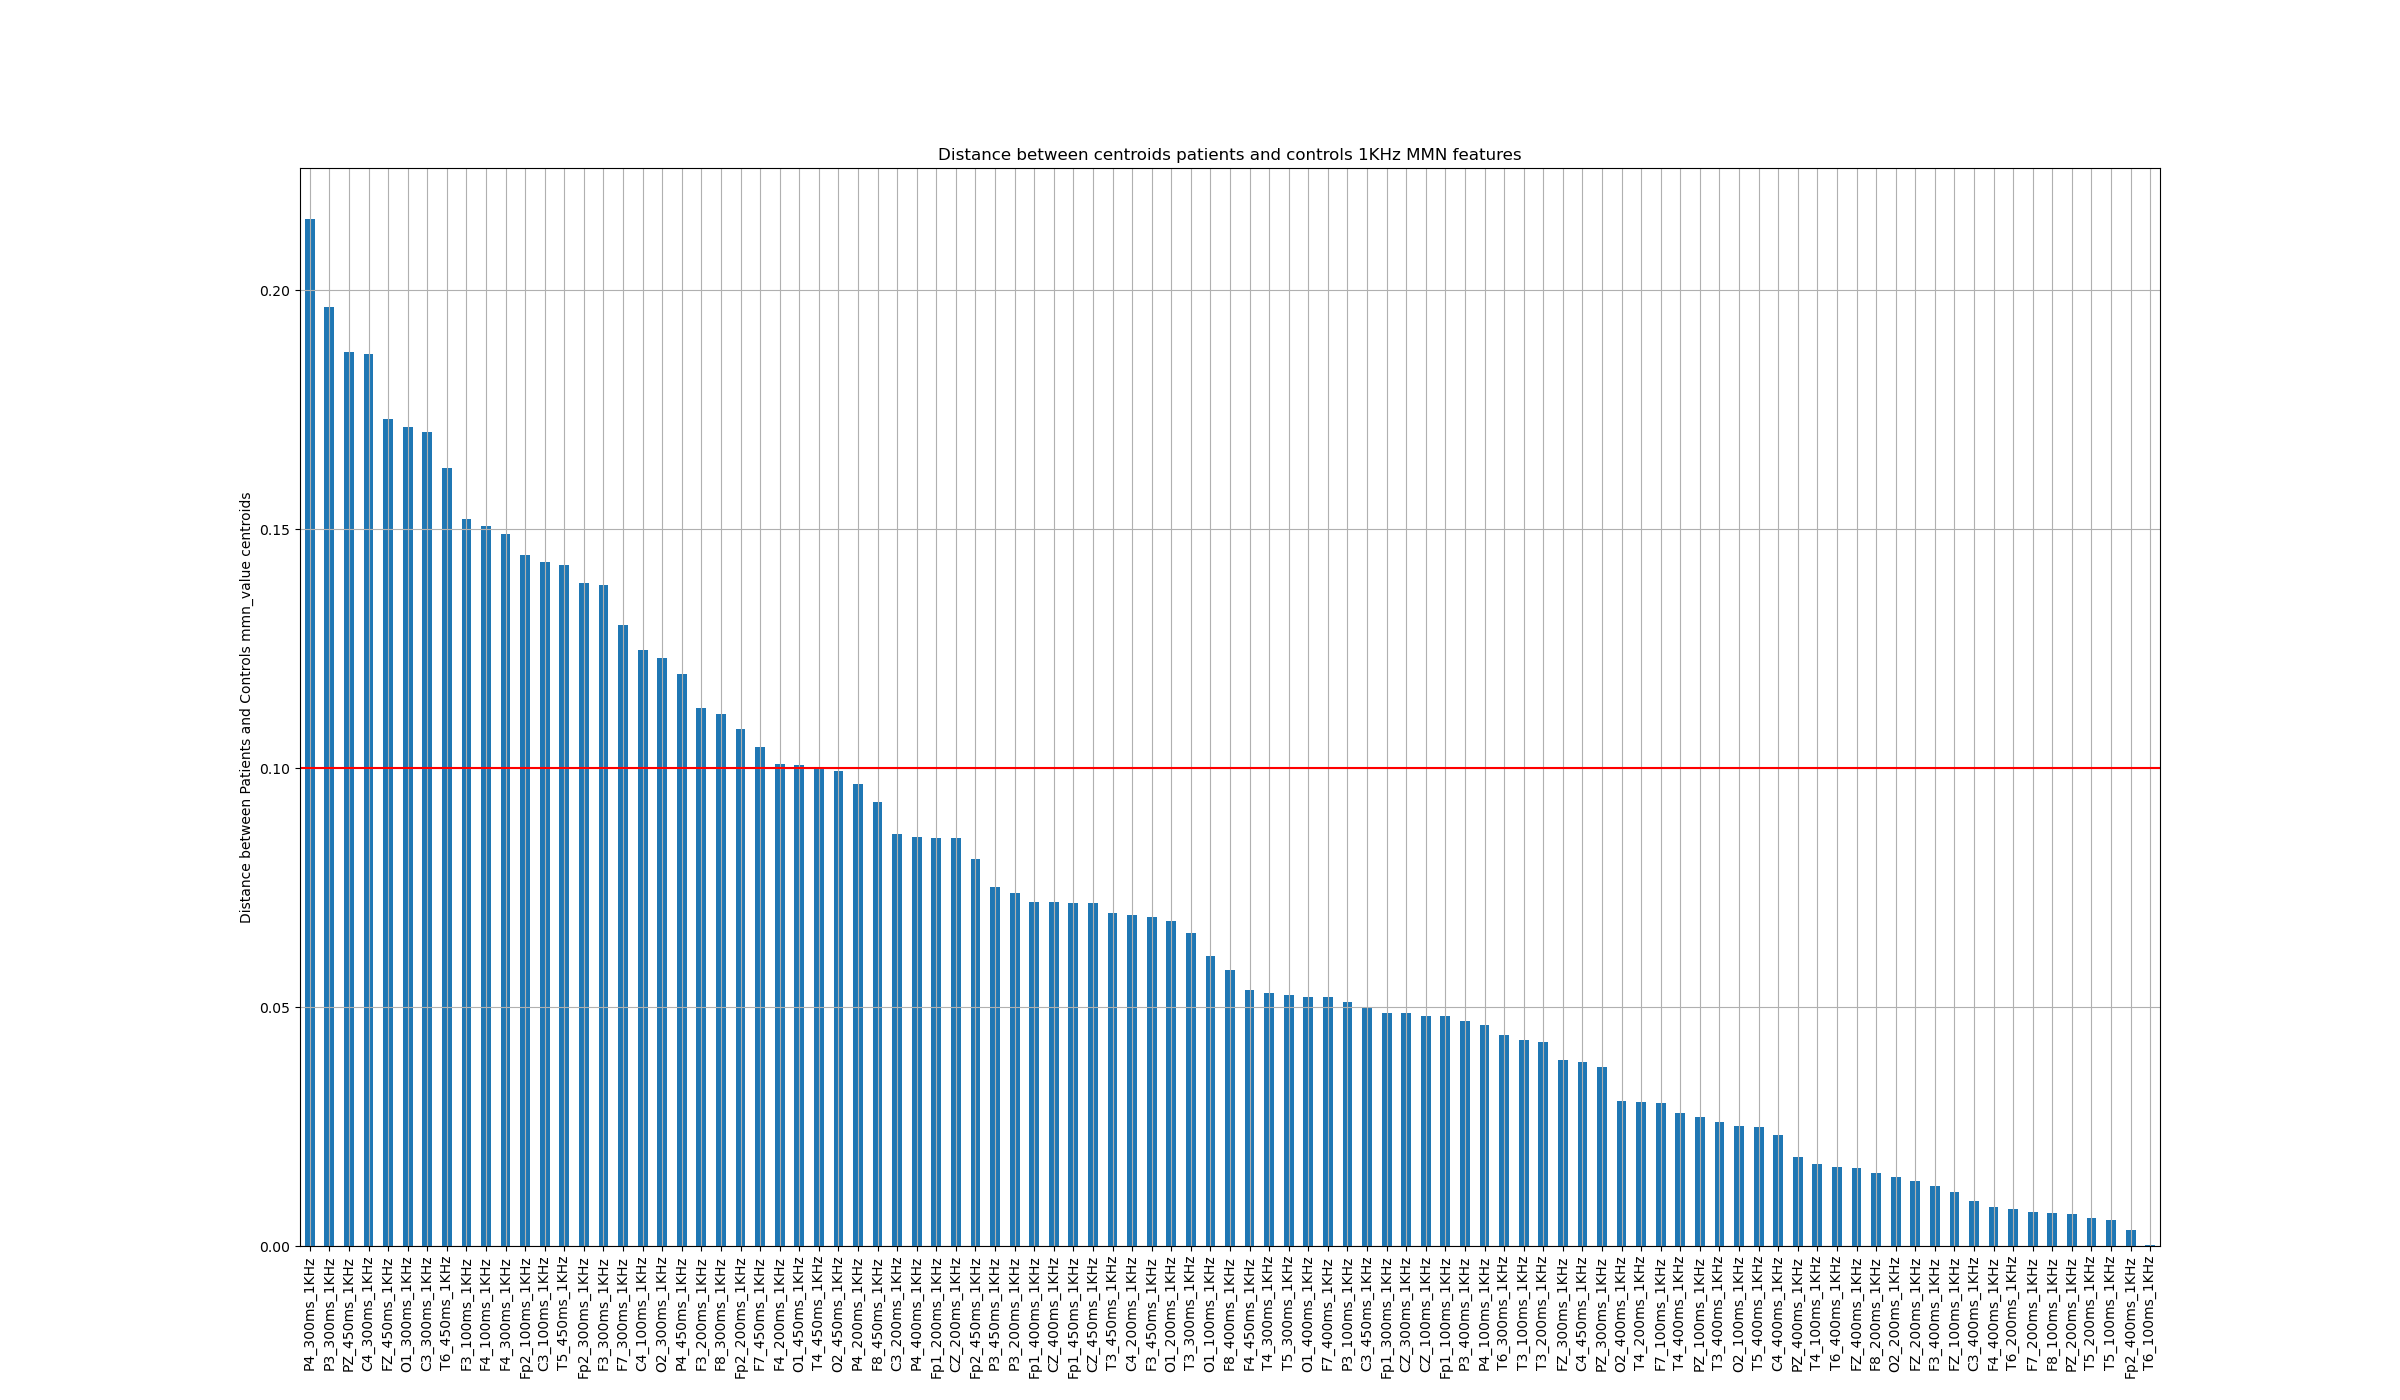 Distance between centroids patients and controls 1KHz MMN features
Distance between Patients and Controls mmn_value centroids
0.20
0.15
0.10
0.05
0.00
P4_300ms_1KHz
P3_300ms_1KHz
PZ_450ms_1KHz
C4_300ms_1KHz
FZ_450ms_1KHz
O1_300ms_1KHz
C3_300ms_1KHz
T6_450ms_1KHz
F3_100ms_1KHz
F4_100ms_1KHz
F4_300ms_1KHz
Fp2_100ms_1KHz
C3_100ms_1KHz
T5_450ms_1KHz
Fp2_300ms_1KHz
F3_300ms_1KHz
F7_300ms_1KHz
C4_100ms_1KHz
O2_300ms_1KHz
P4_450ms_1KHz
F3_200ms_1KHz
F8_300ms_1KHz
Fp2_200ms_1KHz
F7_450ms_1KHz
F4_200ms_1KHz
O1_450ms_1KHz
T4_450ms_1KHz
O2_450ms_1KHz
P4_200ms_1KHz
F8_450ms_1KHz
C3_200ms_1KHz
P4_400ms_1KHz
Fp1_200ms_1KHz
CZ_200ms_1KHz
Fp2_450ms_1KHz
P3_450ms_1KHz
P3_200ms_1KHz
Fp1_400ms_1KHz
CZ_400ms_1KHz
Fp1_450ms_1KHz
CZ_450ms_1KHz
T3_450ms_1KHz
C4_200ms_1KHz
F3_450ms_1KHz
O1_200ms_1KHz
T3_300ms_1KHz
O1_100ms_1KHz
F8_400ms_1KHz
F4_450ms_1KHz
T4_300ms_1KHz
T5_300ms_1KHz
O1_400ms_1KHz
F7_400ms_1KHz
P3_100ms_1KHz
C3_450ms_1KHz
Fp1_300ms_1KHz
CZ_300ms_1KHz
CZ_100ms_1KHz
Fp1_100ms_1KHz
P3_400ms_1KHz
P4_100ms_1KHz
T6_300ms_1KHz
T3_100ms_1KHz
T3_200ms_1KHz
FZ_300ms_1KHz
C4_450ms_1KHz
PZ_300ms_1KHz
O2_400ms_1KHz
T4_200ms_1KHz
F7_100ms_1KHz
T4_400ms_1KHz
PZ_100ms_1KHz
T3_400ms_1KHz
O2_100ms_1KHz
T5_400ms_1KHz
C4_400ms_1KHz
PZ_400ms_1KHz
T4_100ms_1KHz
T6_400ms_1KHz
FZ_400ms_1KHz
F8_200ms_1KHz
O2_200ms_1KHz
FZ_200ms_1KHz
F3_400ms_1KHz
FZ_100ms_1KHz
C3_400ms_1KHz
F4_400ms_1KHz
T6_200ms_1KHz
F7_200ms_1KHz
F8_100ms_1KHz
PZ_200ms_1KHz
T5_200ms_1KHz
T5_100ms_1KHz
Fp2_400ms_1KHz
T6_100ms_1KHz